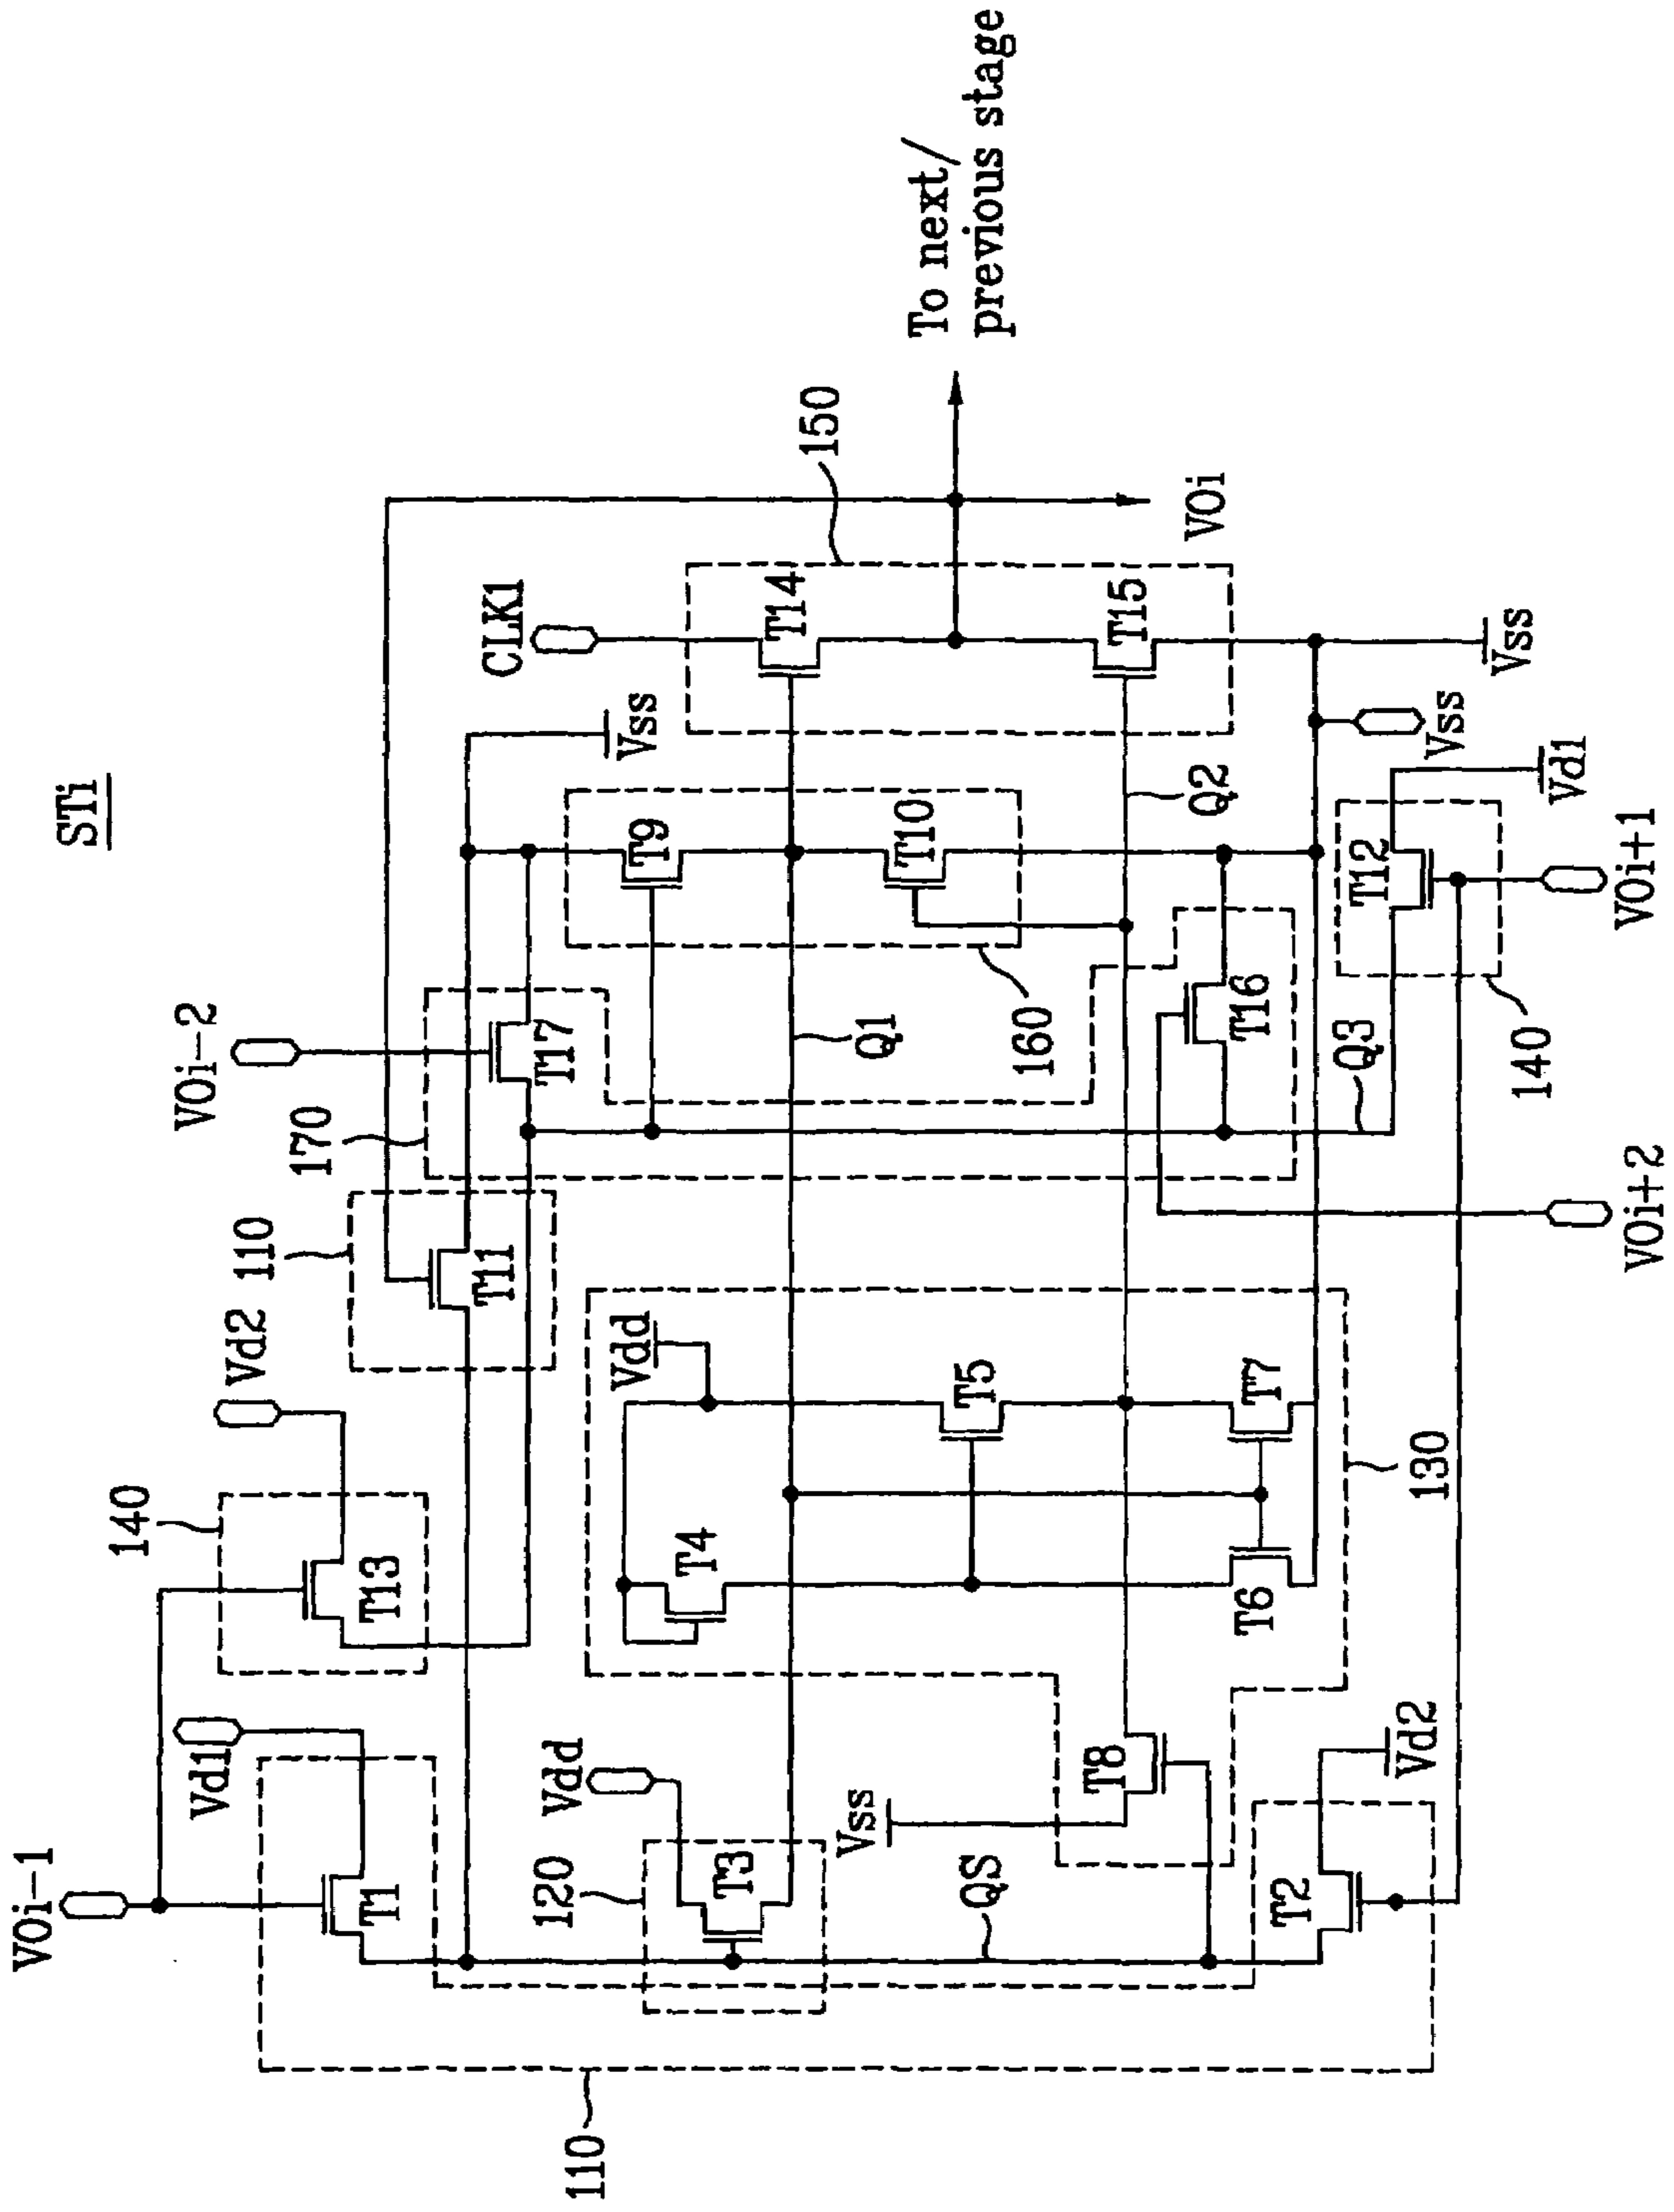 STi
VOi-1
VOi-2
170
110
Vd2
140
T13
Vd1
T1
T11
T17
Vss
CLK1
150
T14
T15
VOi
To next/
previous stage
T9
T10
160
Q1
Q2
Vdd
T5
T4
T7
T6
130
T16
Q3
Vdd
120
T3
Vss
T8
QS
T2
Vd2
110
VOi+2
140
T12
VOi+1
Vd1
Vss
Vss